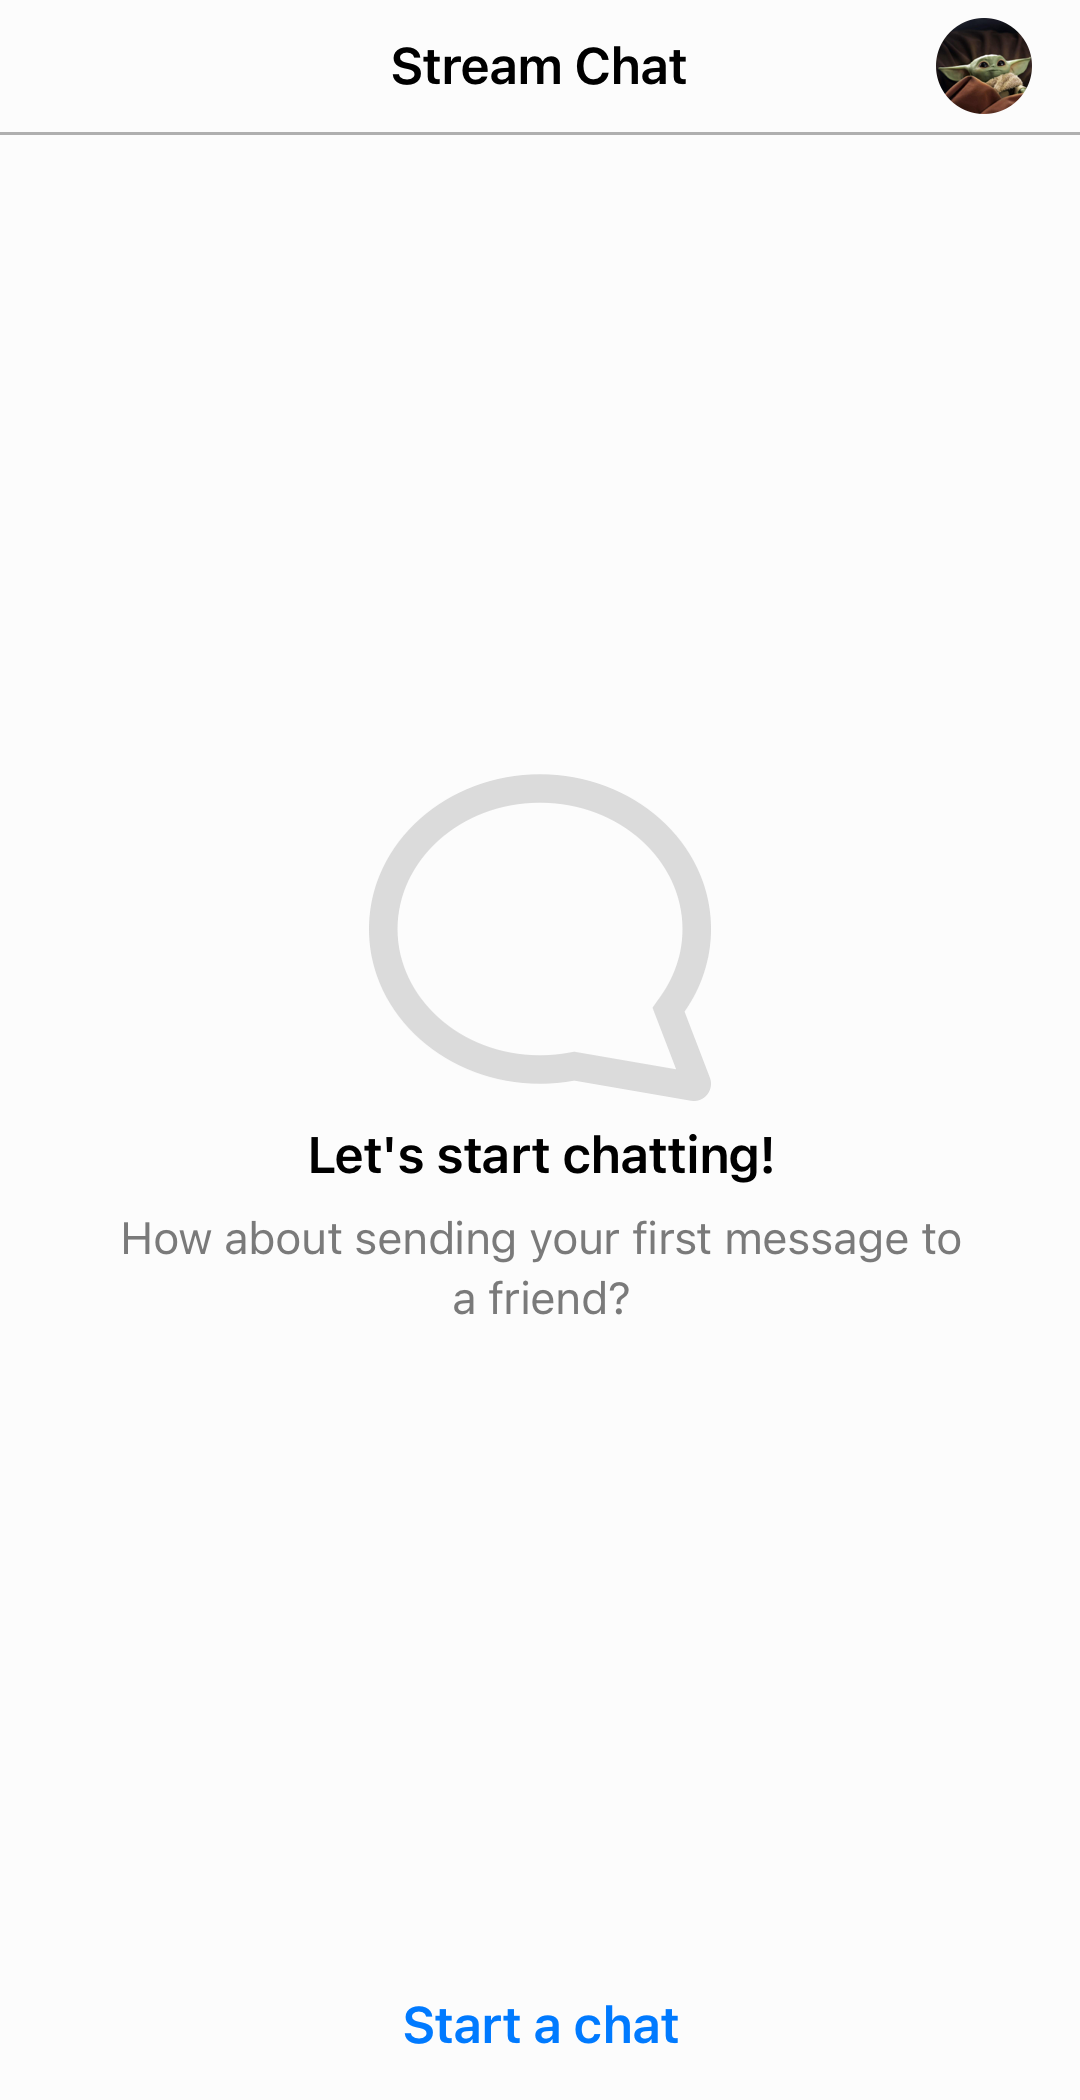 Stream Chat
Let's start chatting!
How about sending your first message to
a friend?
Start a chat